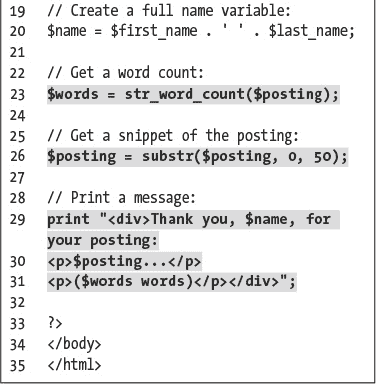 19 // Create a full name variable:
20 $name = $first_name . ' ' . $last_name;
21
22 // Get a word count:
23 $words = str_word_count($posting);
24
25 // Get a snippet of the posting:
26 $posting = substr($posting, 0, 50);
27
28 // Print a message:
29 print "<div>Thank you, $name, for
your posting:
30 <p>$posting...</p>
31 <p>($words words)</p></div>";
32
33 ?>
34 </body>
35 </html>